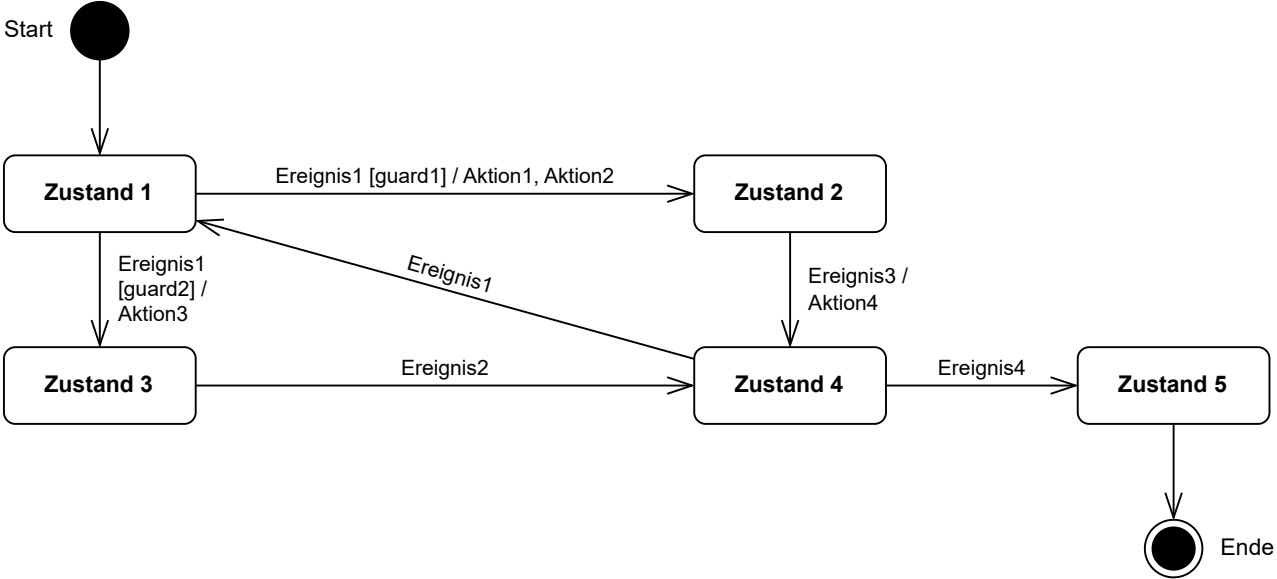 Start
Zustand 1
Ereignis1 [guard1] / Aktion1, Aktion2
Zustand 2
Ereignis1
[guard2] /
Aktion3
Ereignis1
Ereignis3 /
Aktion4
Zustand 3
Ereignis2
Zustand 4
Ereignis4
Zustand 5
Ende